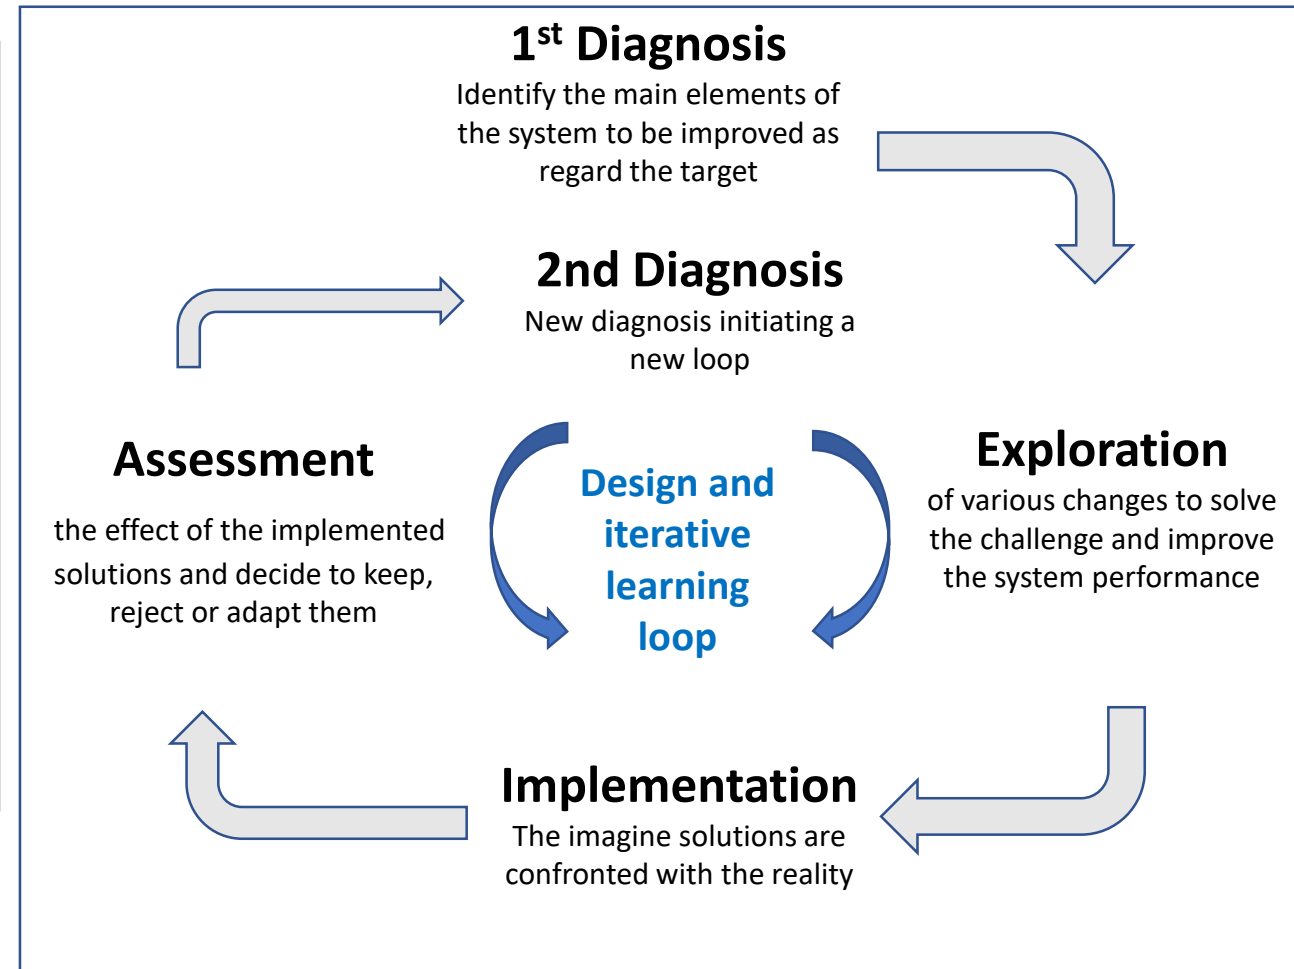 1st Diagnosis
Identify the main elements of
the system to be improved as
regard the target
2nd Diagnosis
New diagnosis initiating a
new loop
Assessment
the effect of the implemented
solutions and decide to keep,
reject or adapt them
Design and
iterative
learning
loop
Exploration
of various changes to solve
the challenge and improve
the system performance
Implementation
The imagine solutions are
confronted with the reality